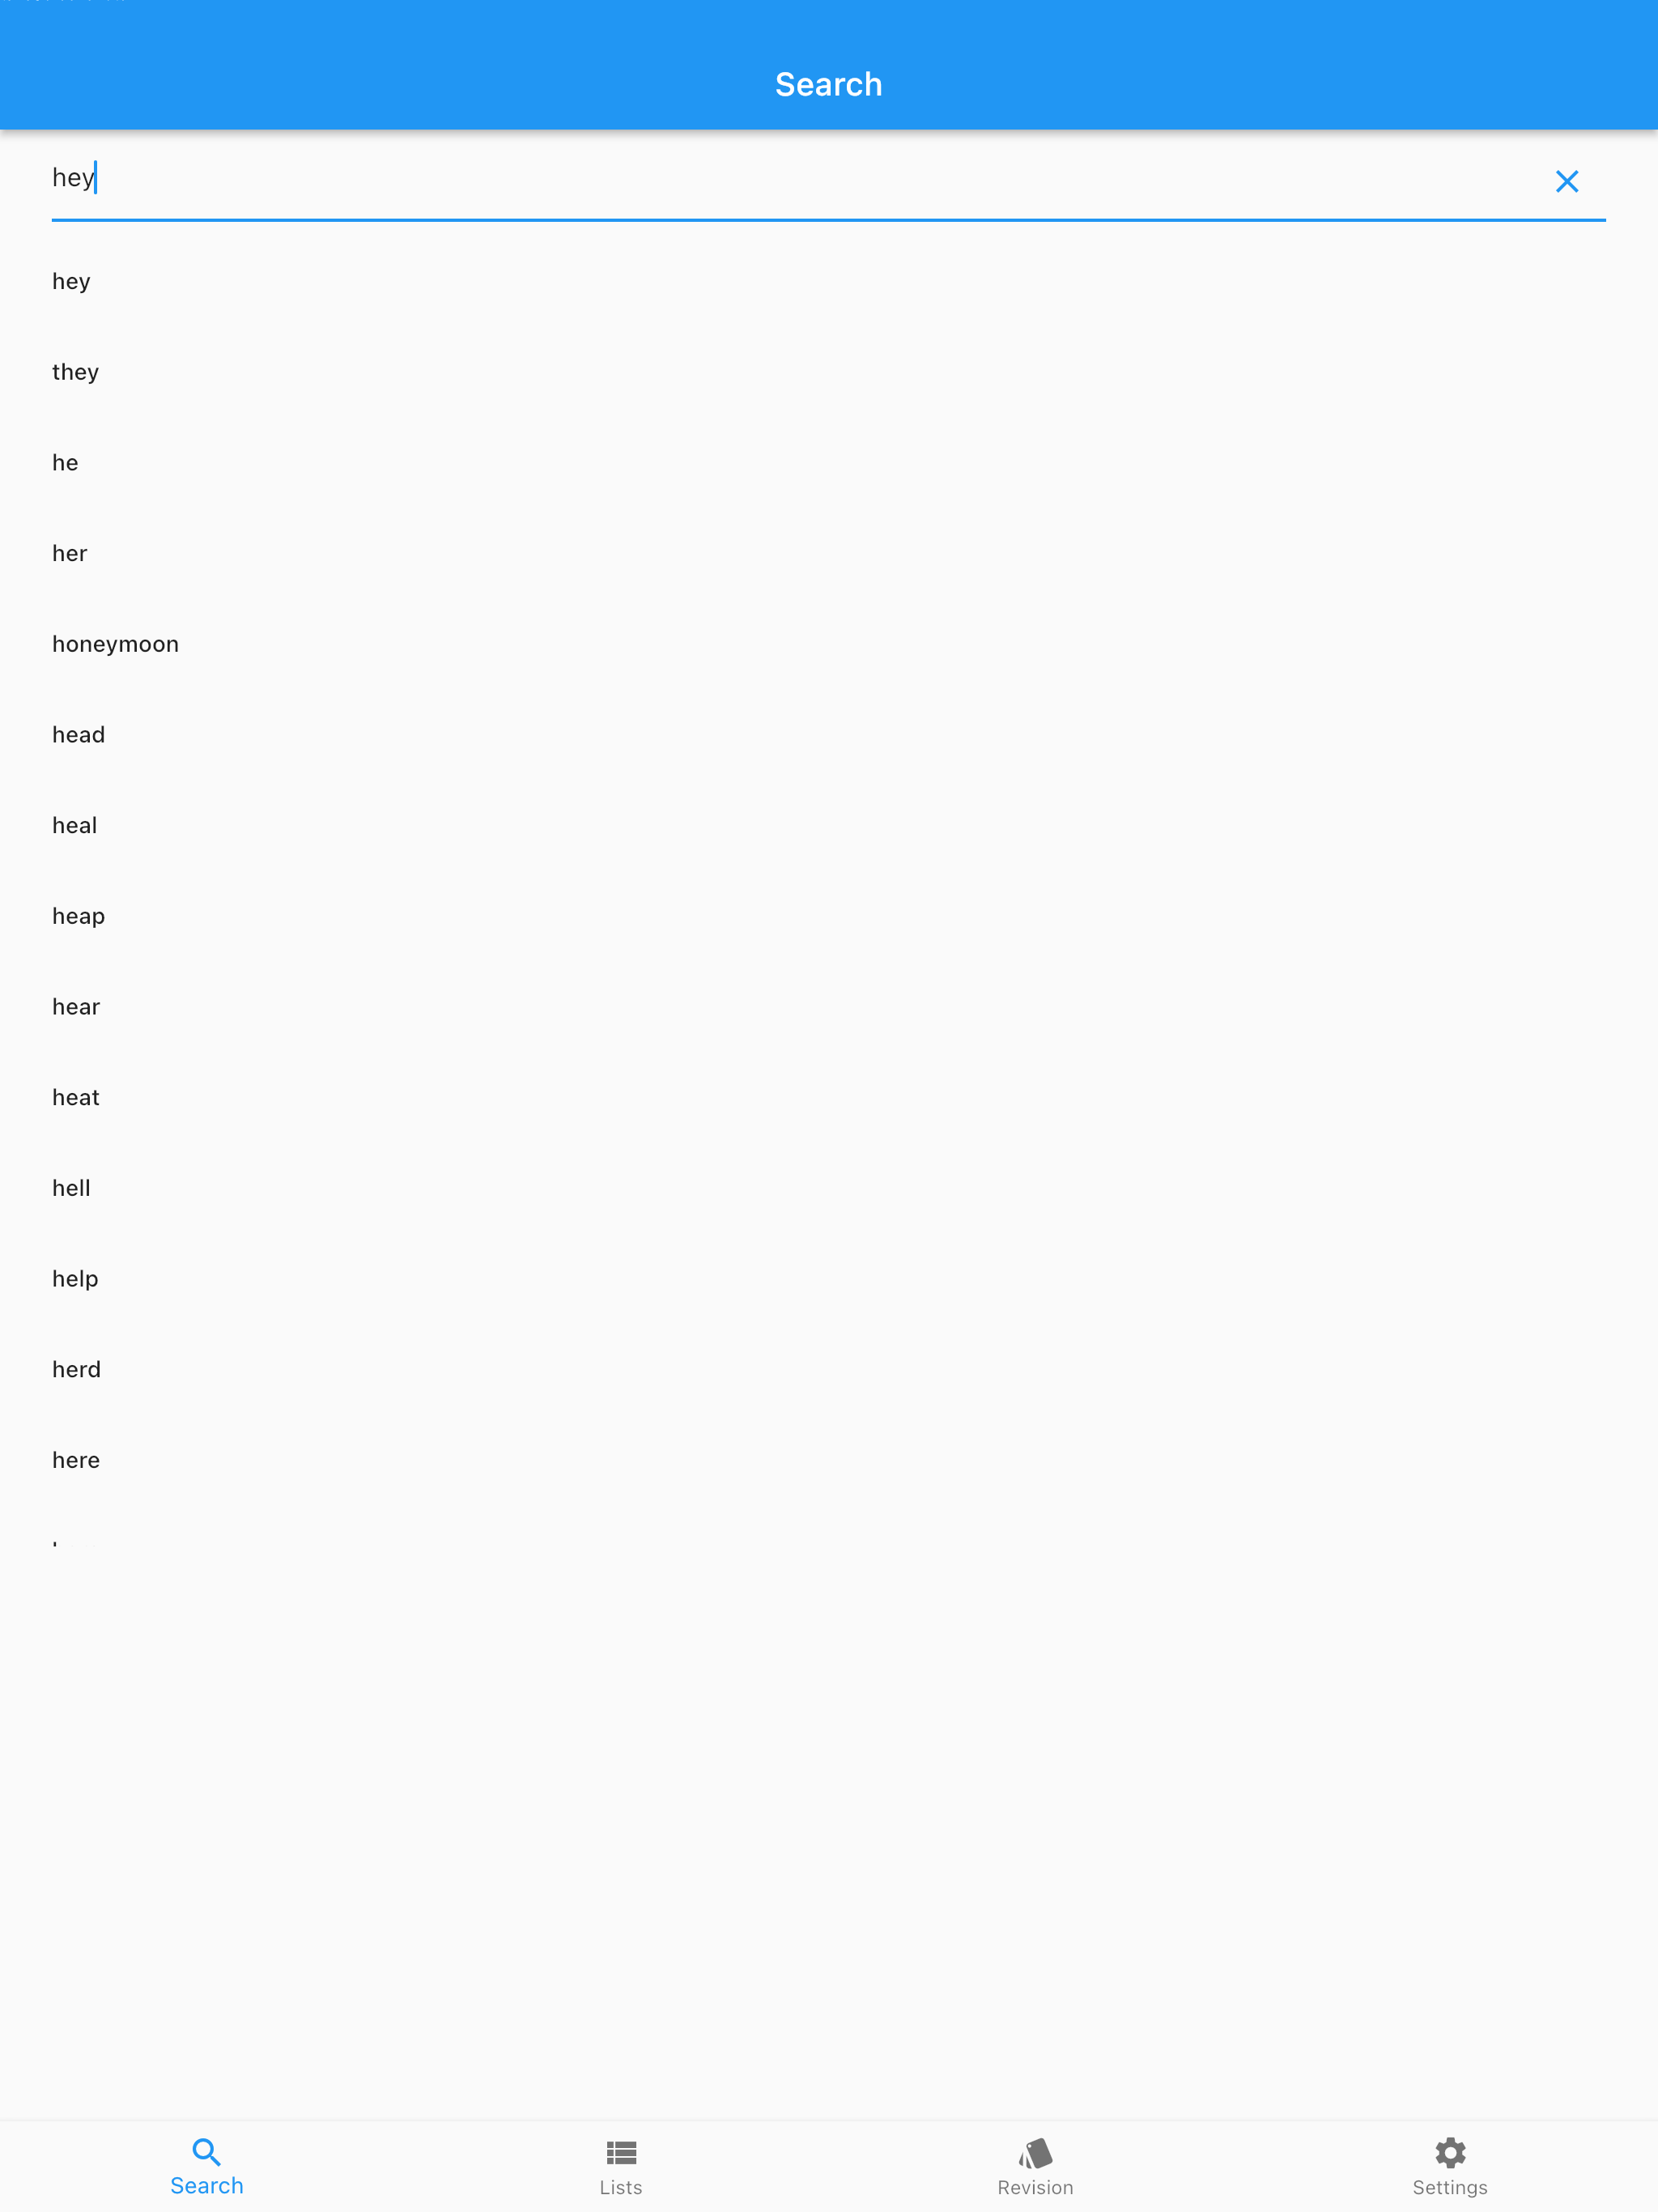 Search
hey
hey
they
he
her
honeymoon
head
heal
heap
hear
heat
hell
help
herd
here
Search
Lists
Revision
Settings